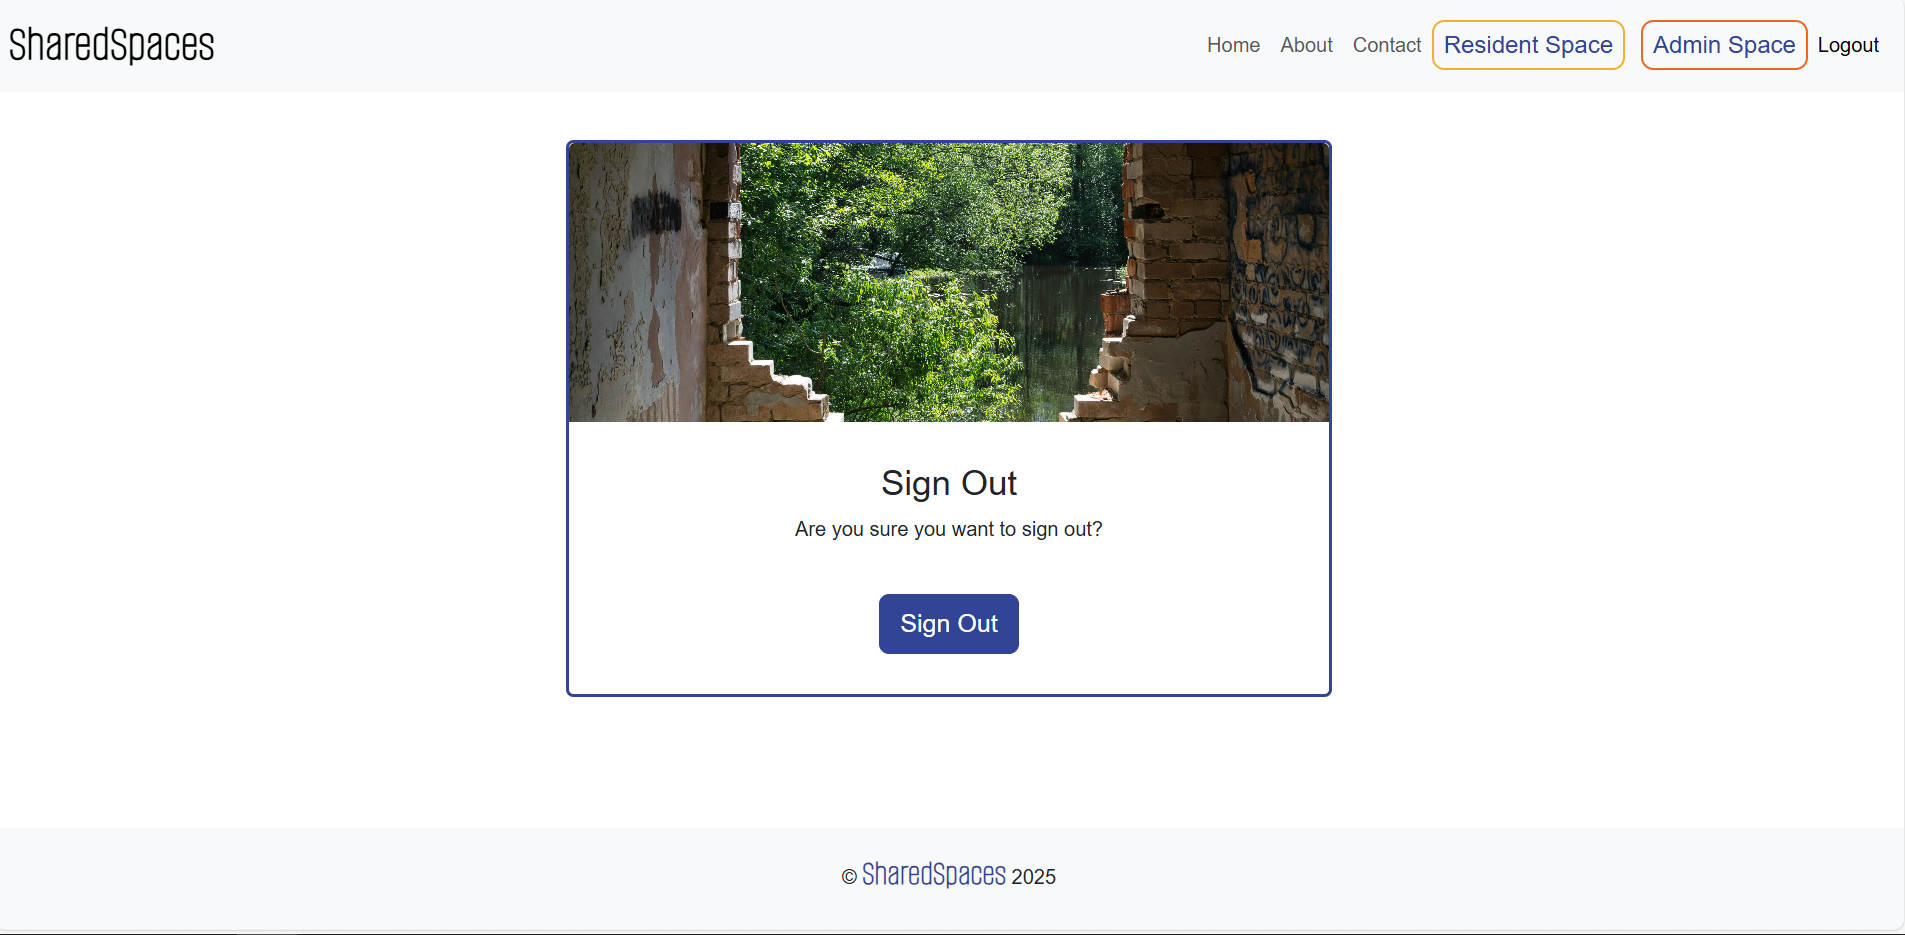 SharedSpaces
Home About Contact Resident Space Admin Space Logout
Sign Out
Are you sure you want to sign out?
Sign Out
© SharedSpaces 2025